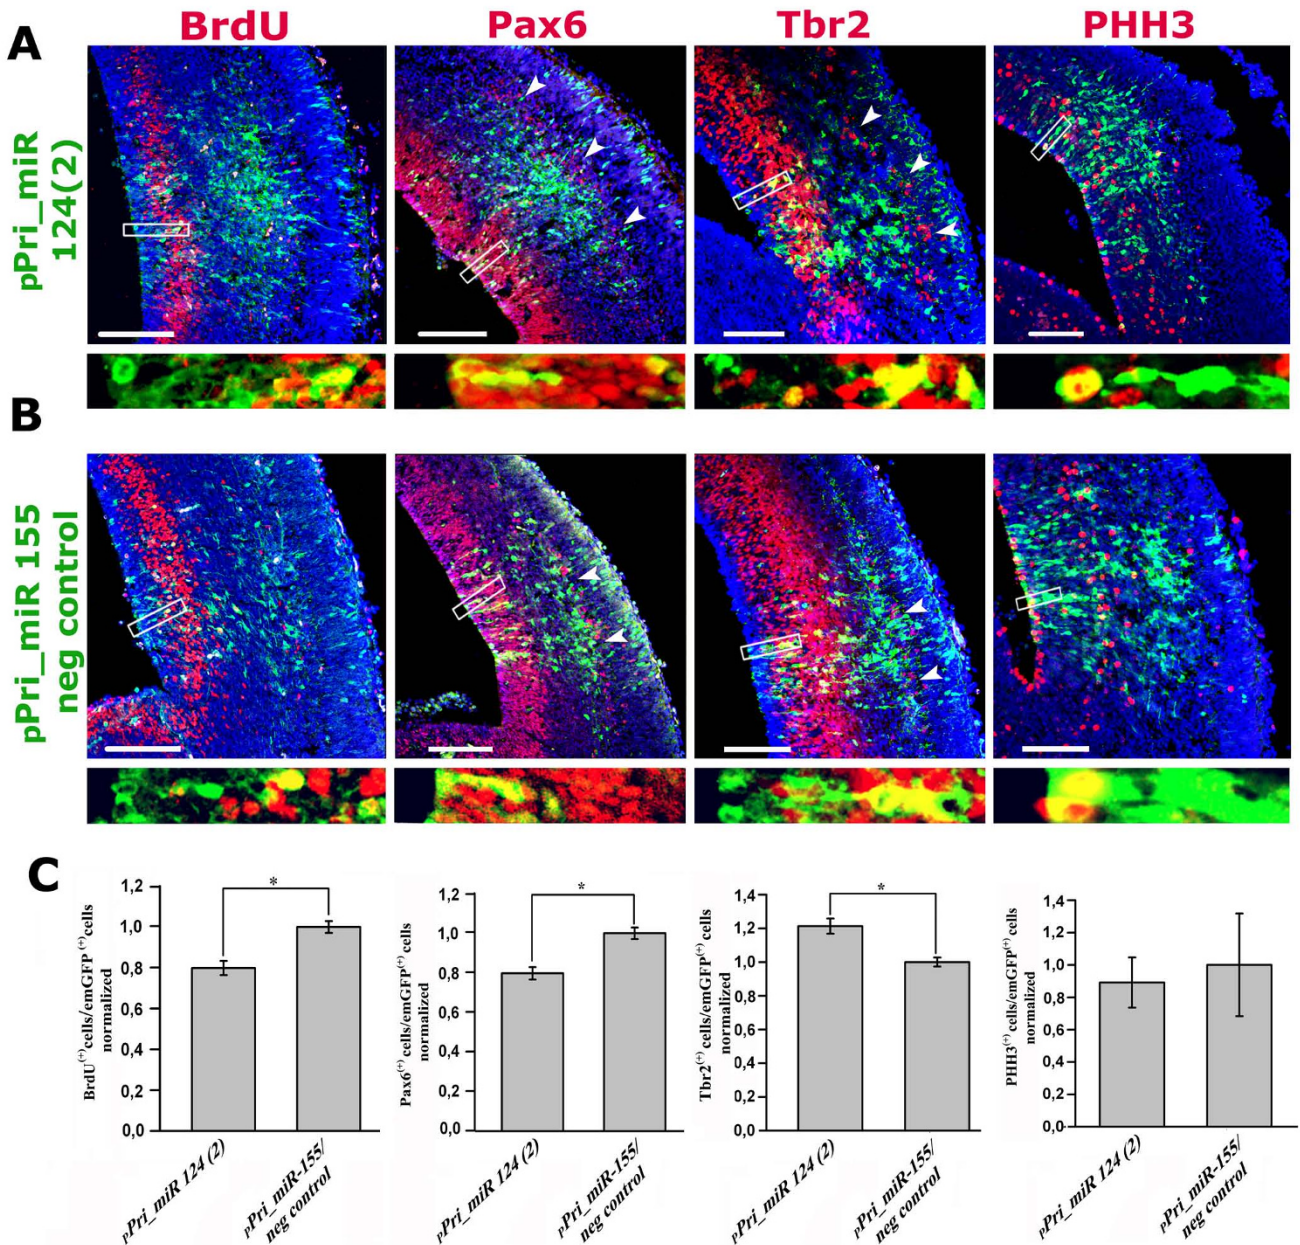 A
BrdU
Pax6
Tbr2
PHH3
pPri_miR
124(2)
B
pPri_miR 155
neg control
C
BrdU(+)cells/emGFP(+)cells
normalized
1,2
1,0
0,8
0,6
0,4
0,2
0,0
*
pPri_miR 124 (2)
pPri_miR-155/
neg control
Pax6(+) cells/emGFP(+) cells
normalized
1,2
1,0
0,8
0,6
0,4
0,2
0,0
*
pPri_miR 124 (2)
pPri_miR-155/
neg control
Tbr2(+) cells/emGFP(+) cells
normalized
1,4
1,2
1,0
0,8
0,6
0,4
0,2
0,0
*
pPri_miR 124 (2)
pPri_miR-155/
neg control
PHH3(+) cells/emGFP(+) cells
normalized
1,4
1,2
1,0
0,8
0,6
0,4
0,2
0,0
pPri_miR 124 (2)
pPri_miR-155/
neg control